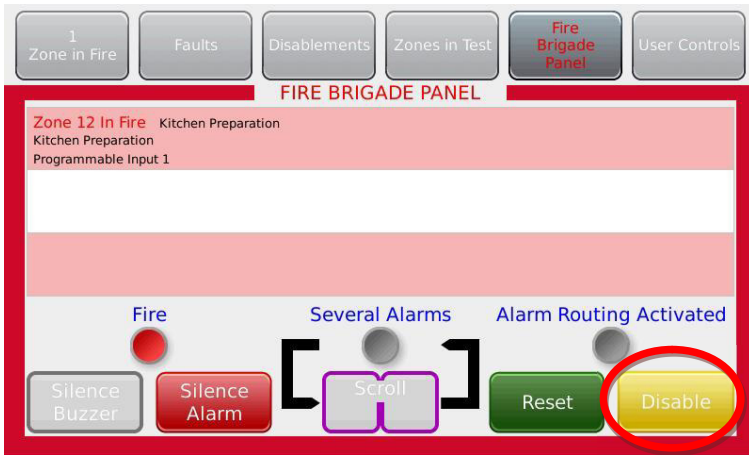 1
Zone in Fire
Faults
Disablements
Zones in Test
Fire
Brigade
Panel
User Controls
FIRE BRIGADE PANEL
Zone 12 In Fire Kitchen Preparation
Kitchen Preparation
Programmable Input 1
Fire
Several Alarms
Alarm Routing Activated
Silence
Buzzer
Silence
Alarm
Scroll
Reset
Disable